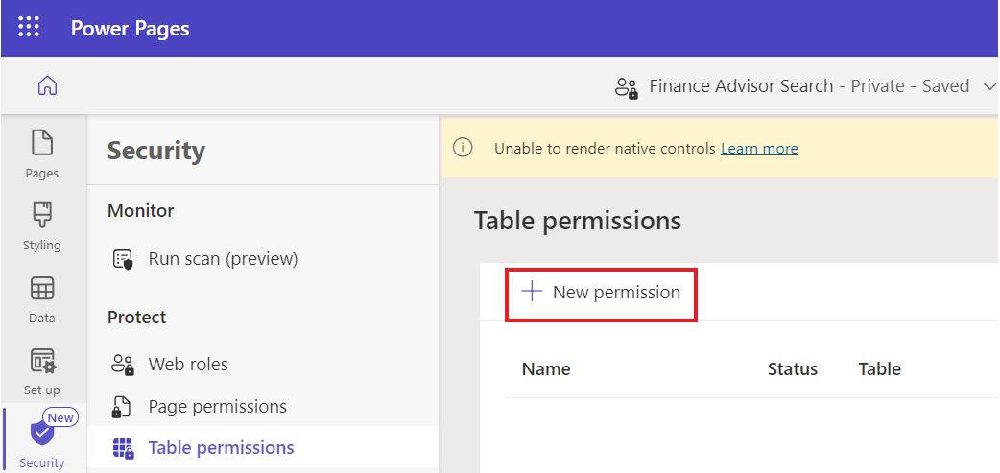 Power Pages
Finance Advisor Search - Private - Saved
Pages
Styling
Data
Set up
New
Security
Security
Monitor
Run scan (preview)
Protect
Web roles
Page permissions
Table permissions
Unable to render native controls Learn more
Table permissions
New permission
Name Status Table